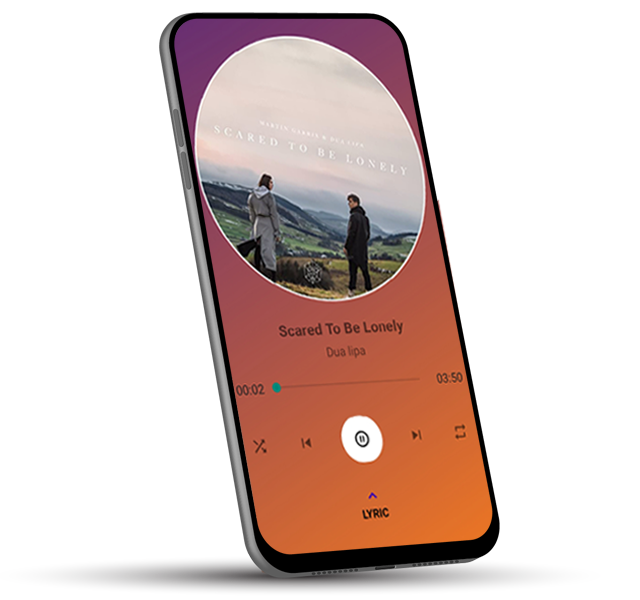 MARTIN GARRIX & DUA LIPA
SCARED TO BE LONELY
Scared To Be Lonely
Dua lipa
00:02 03:50
LYRIC